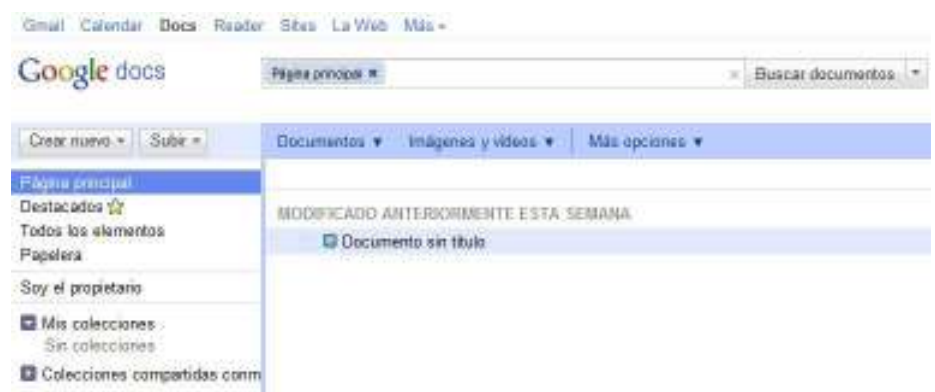 Gmail Calendar Docs Reader Sites La Web Más
Google docs
Página principal
Buscar documentos
Crear nuevo Subir
Documentos Imágenes y vídeos Más opciones
Página principal
Destacados
Todos los elementos
Papelera
Soy el propietario
Mis colecciones
Sin colecciones
Colecciones compartidas conm
MODIFICADO ANTERIORMENTE ESTA SEMANA
Documento sin título